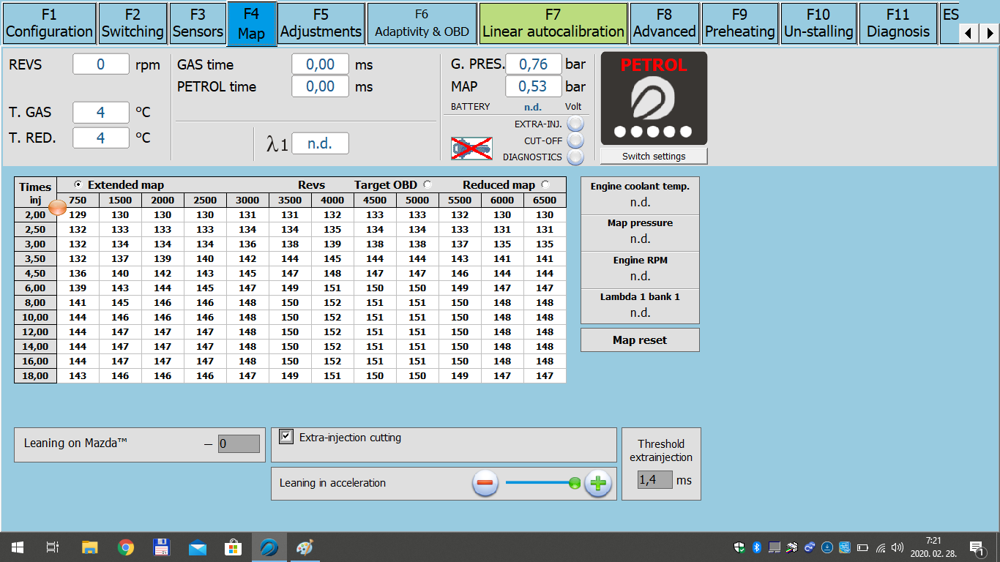 F1 F2 F3 F4 F5 F6 F7 F8 F9 F10 F11 ES
Configuration Switching Sensors Map Adjustments Adaptivity & OBD Linear autocalibration Advanced Preheating Un-stalling Diagnosis
REVS 0 rpm GAS time 0,00 ms G. PRES. 0,76 bar PETROL
PETROL time 0,00 ms MAP 0,53 bar
BATTERY n.d. Volt
T. GAS 4 °C
EXTRA-INJ.
T. RED. 4 °C λ1 n.d. CUT-OFF
DIAGNOSTICS Switch settings
Times Extended map Revs Target OBD Reduced map
inj 750 1500 2000 2500 3000 3500 4000 4500 5000 5500 6000 6500
2,00 129 130 130 130 131 131 132 133 133 132 130 130
2,50 132 133 133 133 134 134 135 134 134 133 131 131
3,00 132 134 134 134 136 138 139 138 138 137 135 135
3,50 132 137 139 140 142 144 145 144 144 143 141 141
4,50 136 140 142 143 145 147 148 147 147 146 144 144
6,00 139 143 144 145 147 149 151 150 150 149 147 147
8,00 141 145 146 146 148 150 152 151 151 150 148 148
10,00 144 146 146 146 148 150 152 151 151 150 148 148
12,00 144 147 147 147 148 150 152 151 151 150 148 148
14,00 144 147 147 147 148 150 152 151 151 150 148 148
16,00 144 147 147 147 148 150 152 151 151 150 148 148
18,00 143 146 146 146 147 149 151 150 150 149 147 147
Engine coolant temp.
n.d.
Map pressure
n.d.
Engine RPM
n.d.
Lambda 1 bank 1
n.d.
Map reset
Leaning on Mazda™ – 0
Extra-injection cutting
Leaning in acceleration
Threshold
extrainjection
1,4 ms
7:21
2020. 02. 28.
1